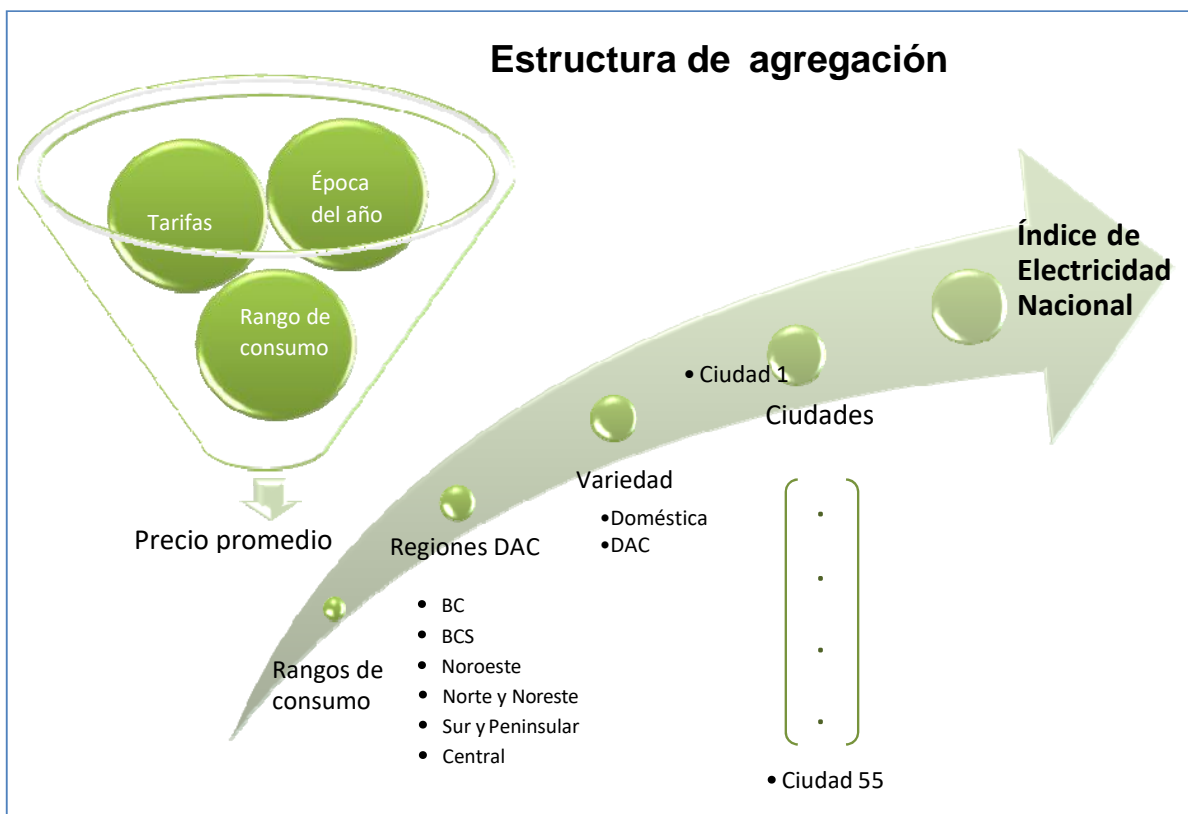 Estructura de agregación
Época
del año
Tarifas
Rango de
consumo
Precio promedio
Rangos de
consumo
Regiones DAC
• BC
• BCS
• Noroeste
• Norte y Noreste
• Sur y Peninsular
• Central
Variedad
•Doméstica
•DAC
• Ciudad 1
Ciudades
.
.
.
.
• Ciudad 55
Índice de
Electricidad
Nacional